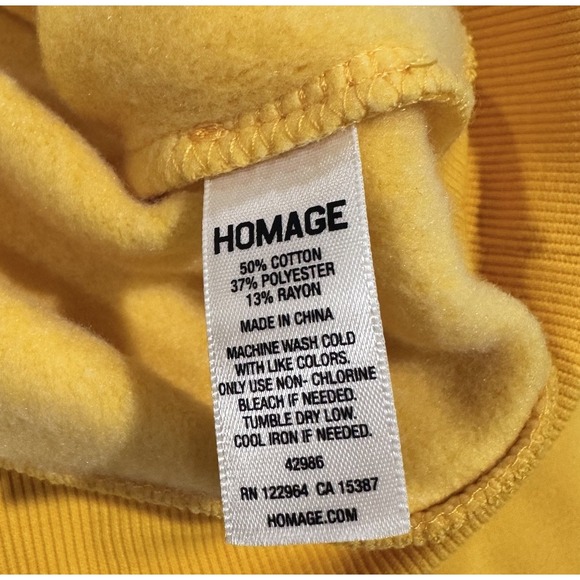 HOMAGE
50% COTTON
37% POLYESTER
13% RAYON
MADE IN CHINA
MACHINE WASH COLD
WITH LIKE COLORS.
ONLY USE NON- CHLORINE
BLEACH IF NEEDED.
TUMBLE DRY LOW.
COOL IRON IF NEEDED.
42986
RN 122964 CA 15387
HOMAGE.COM